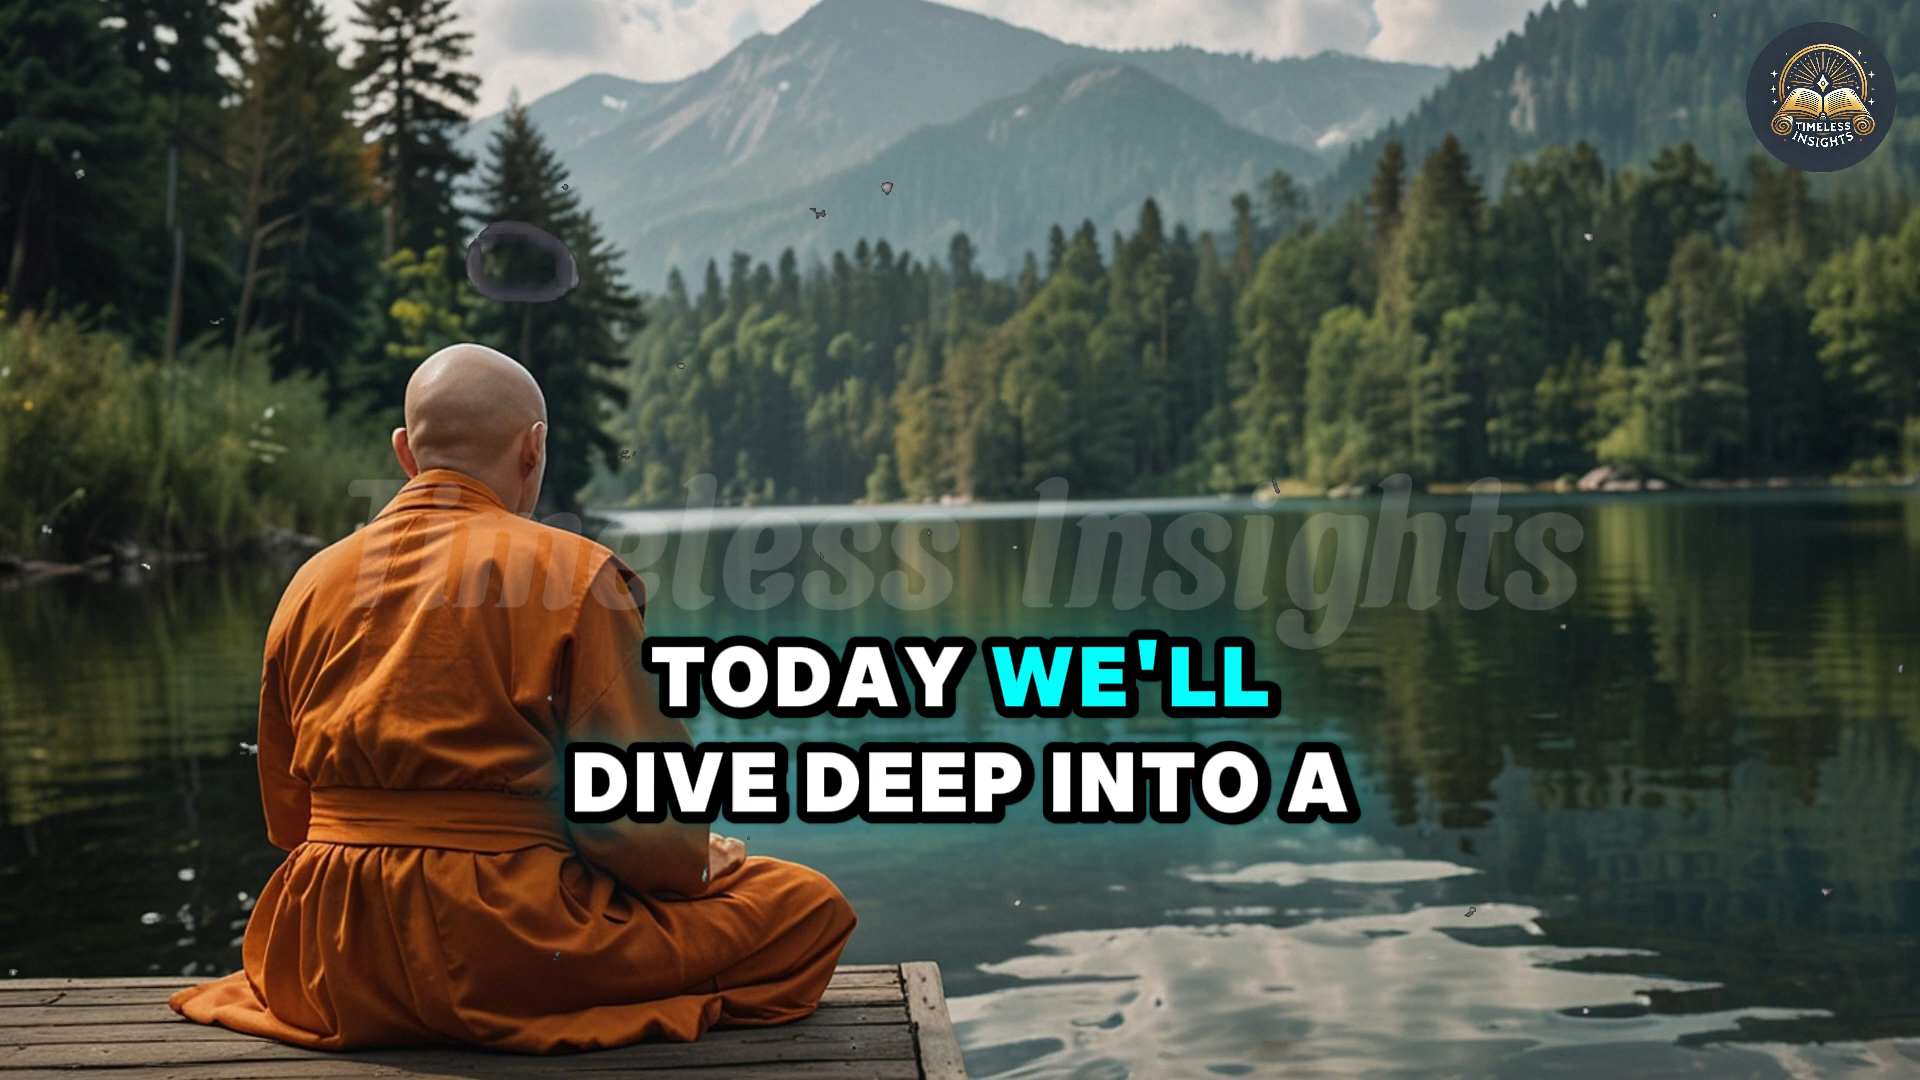 TIMELESS
INSIGHTS
Timeless Insights
TODAY WE'LL
DIVE DEEP INTO A